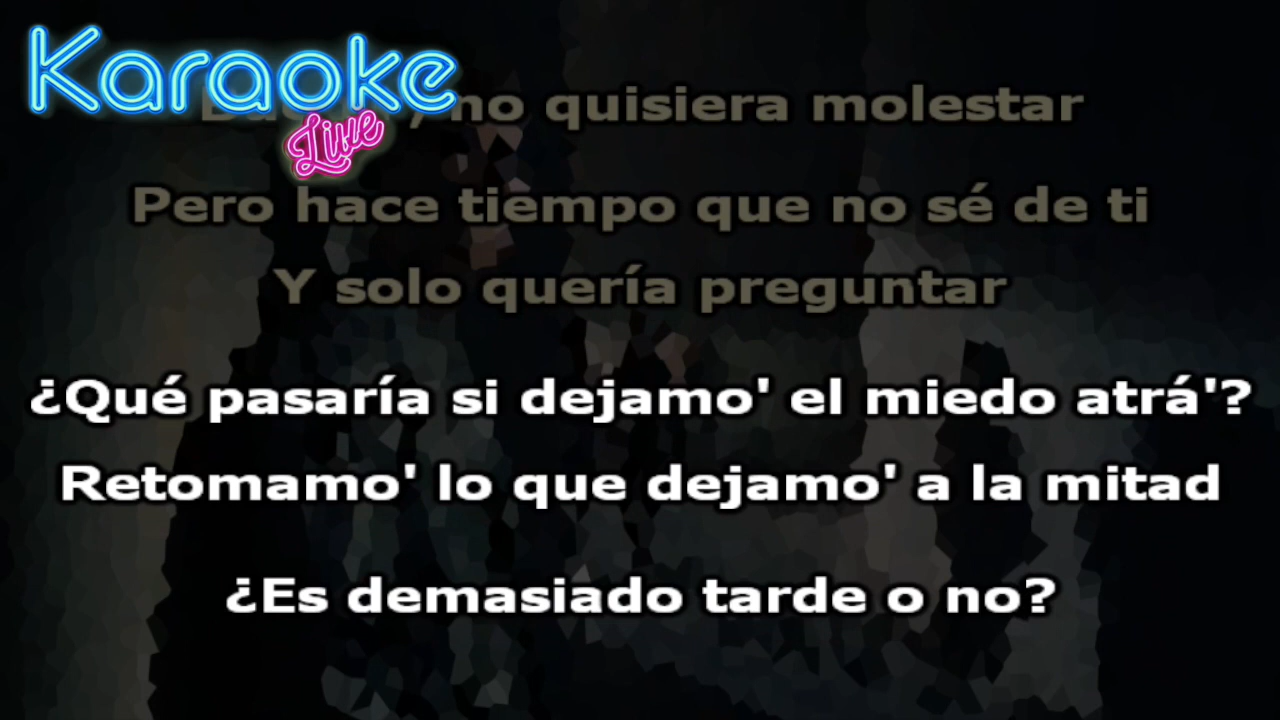 Karaoke
Live
no quisiera molestar
Pero hace tiempo que no sé de ti
Y solo quería preguntar
¿Qué pasaría si dejamo' el miedo atrá'?
Retomamo' lo que dejamo' a la mitad
¿Es demasiado tarde o no?